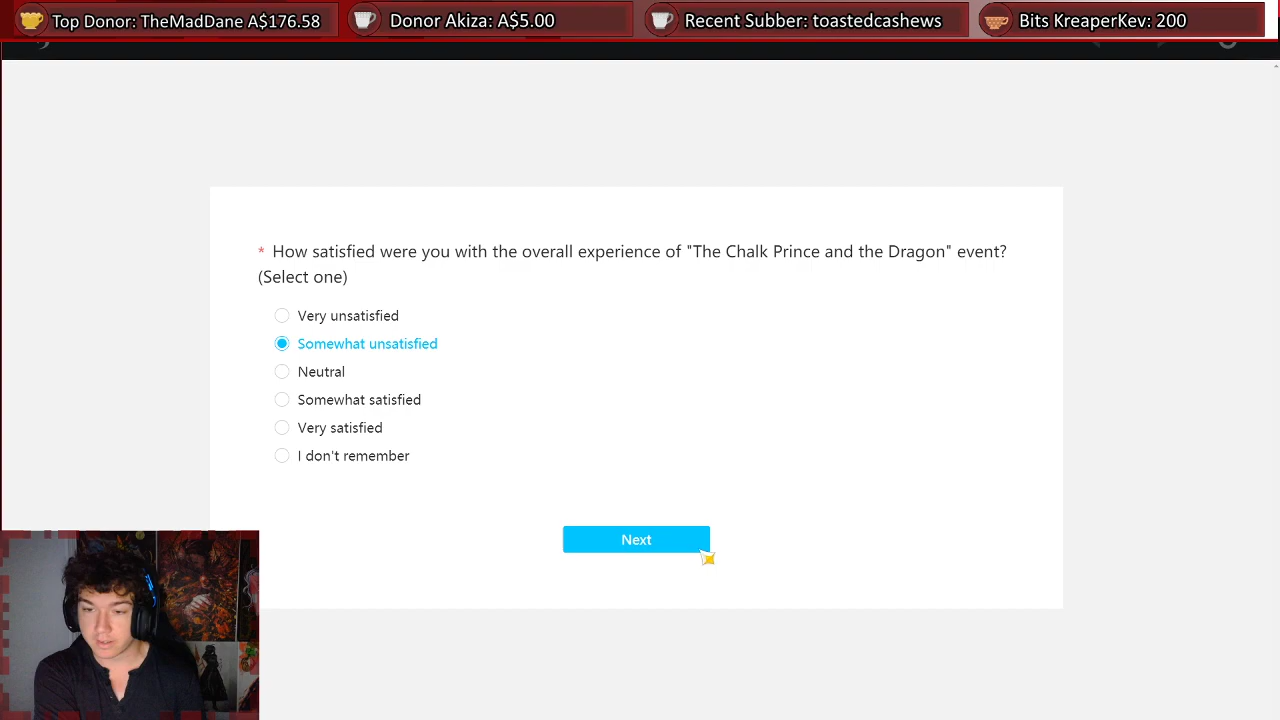 Top Donor: TheMadDane A$176.58
Donor Akiza: A$5.00
Recent Subber: toastedcashews
Bits KreaperKev: 200
* How satisfied were you with the overall experience of "The Chalk Prince and the Dragon" event?
(Select one)
Very unsatisfied
Somewhat unsatisfied
Neutral
Somewhat satisfied
Very satisfied
I don't remember
Next